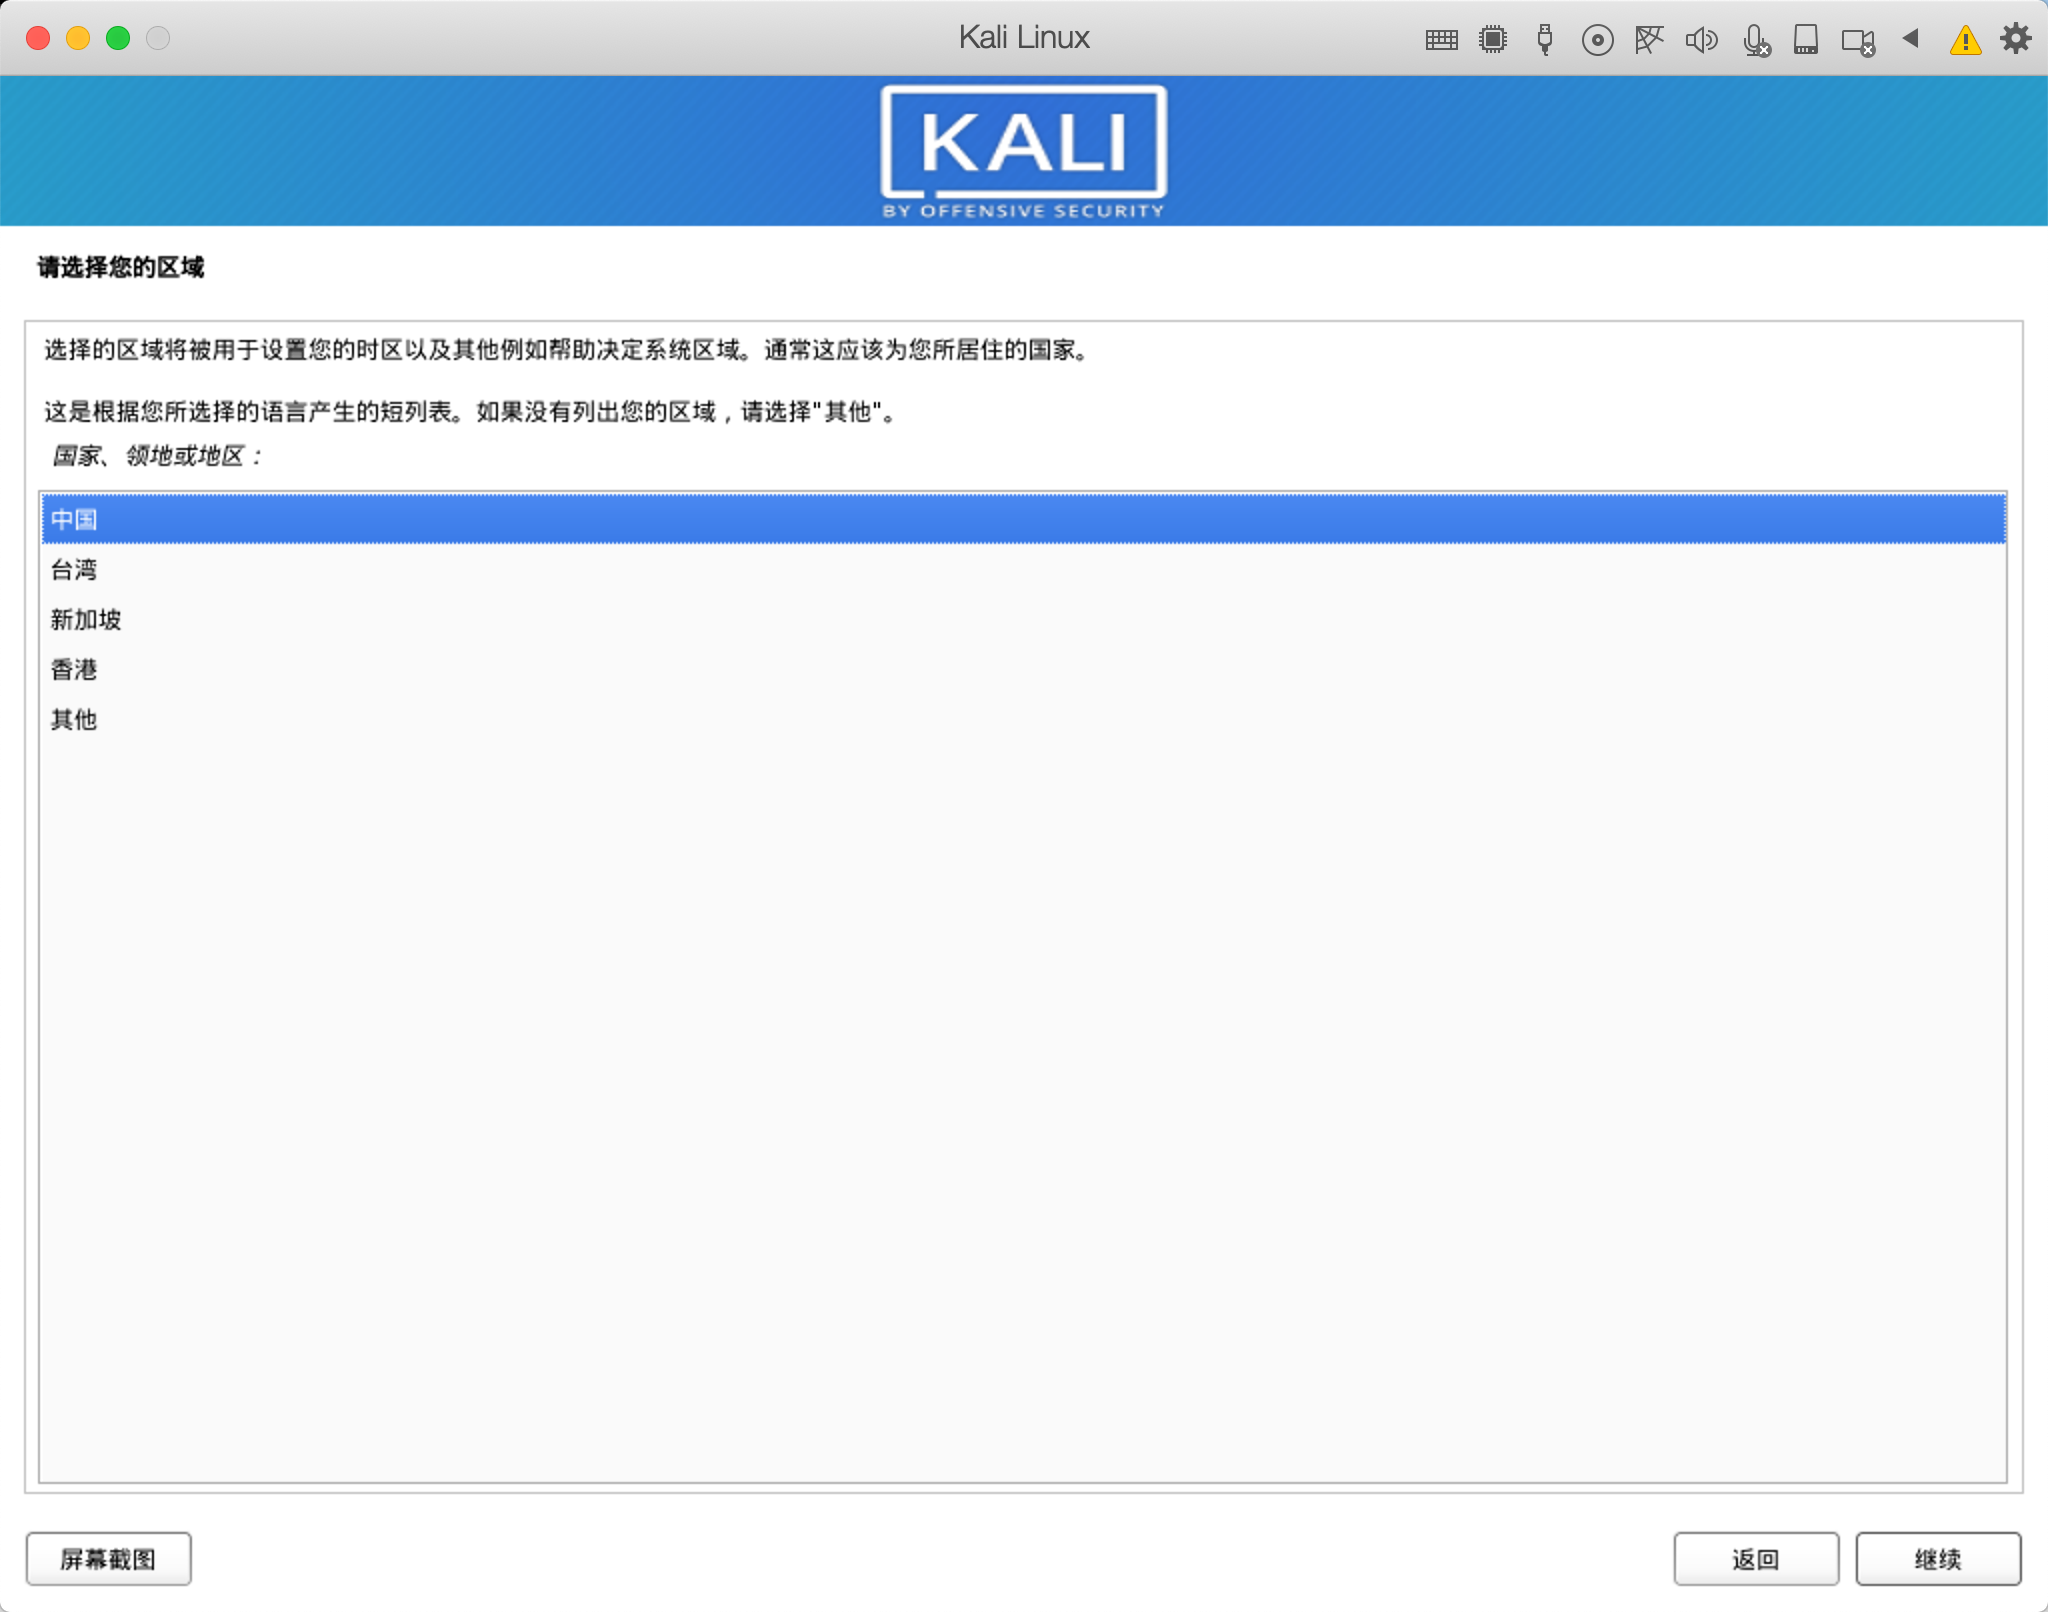 Kali Linux
KALI
BY OFFENSIVE SECURITY
请选择您的区域
选择的区域将被用于设置您的时区以及其他例如帮助决定系统区域。通常这应该为您所居住的国家。
这是根据您所选择的语言产生的短列表。如果没有列出您的区域，请选择"其他"。
国家、领地或地区：
中国
台湾
新加坡
香港
其他
屏幕截图
返回
继续